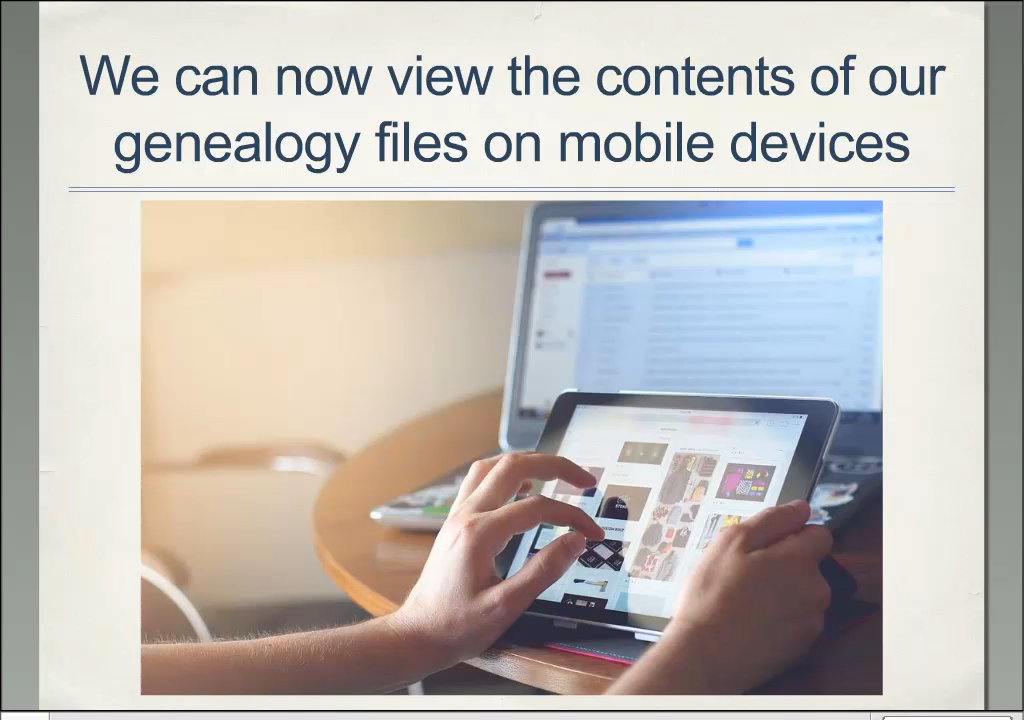 We can now view the contents of our
genealogy files on mobile devices